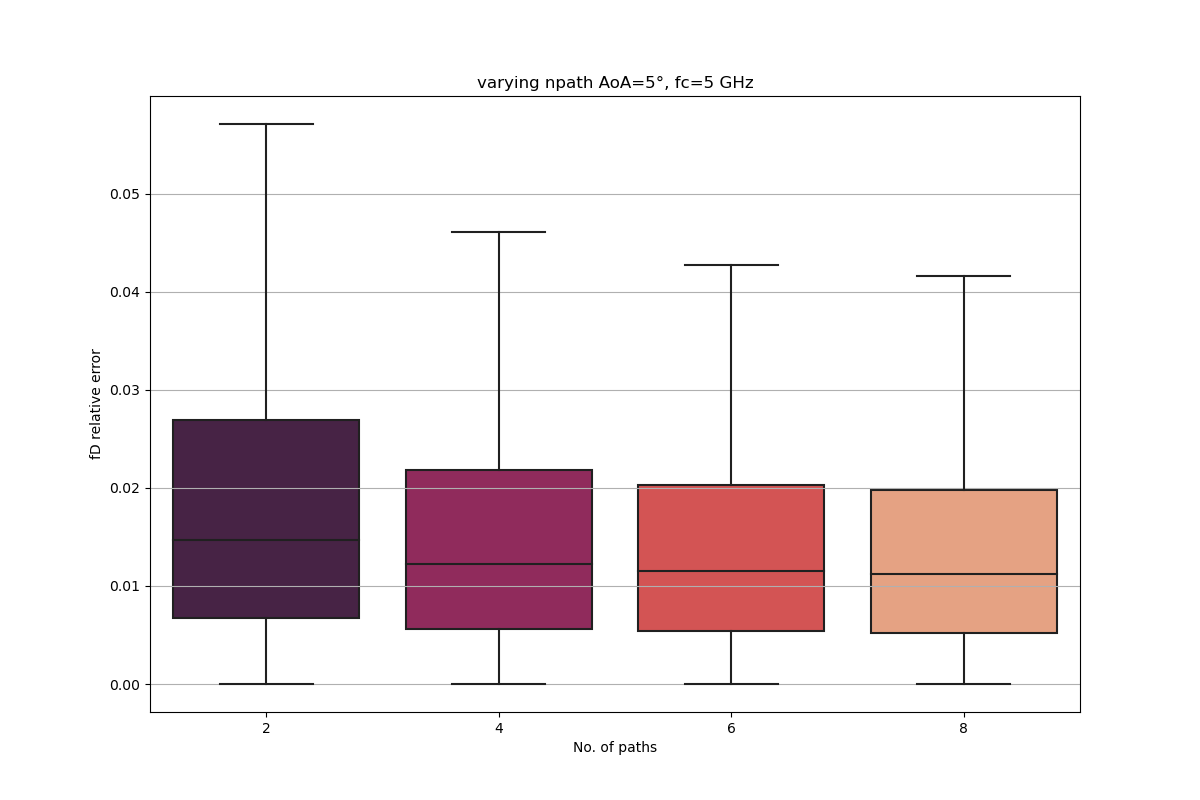 varying npath AoA=5°, fc=5 GHz
fD relative error
0.05
0.04
0.03
0.02
0.01
0.00
2 4 6 8
No. of paths